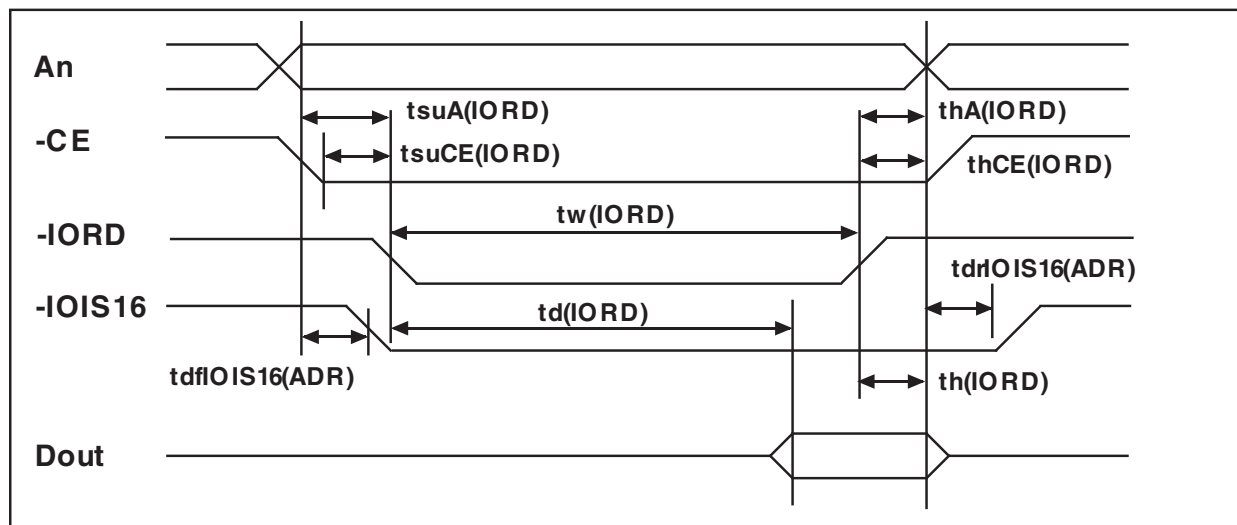 An
tsuA(IORD)
thA(IORD)
-CE
tsuCE(IORD)
thCE(IORD)
tw(IORD)
-IORD
tdrIOIS16(ADR)
-IOIS16
td(IORD)
tdfIOIS16(ADR)
th(IORD)
Dout